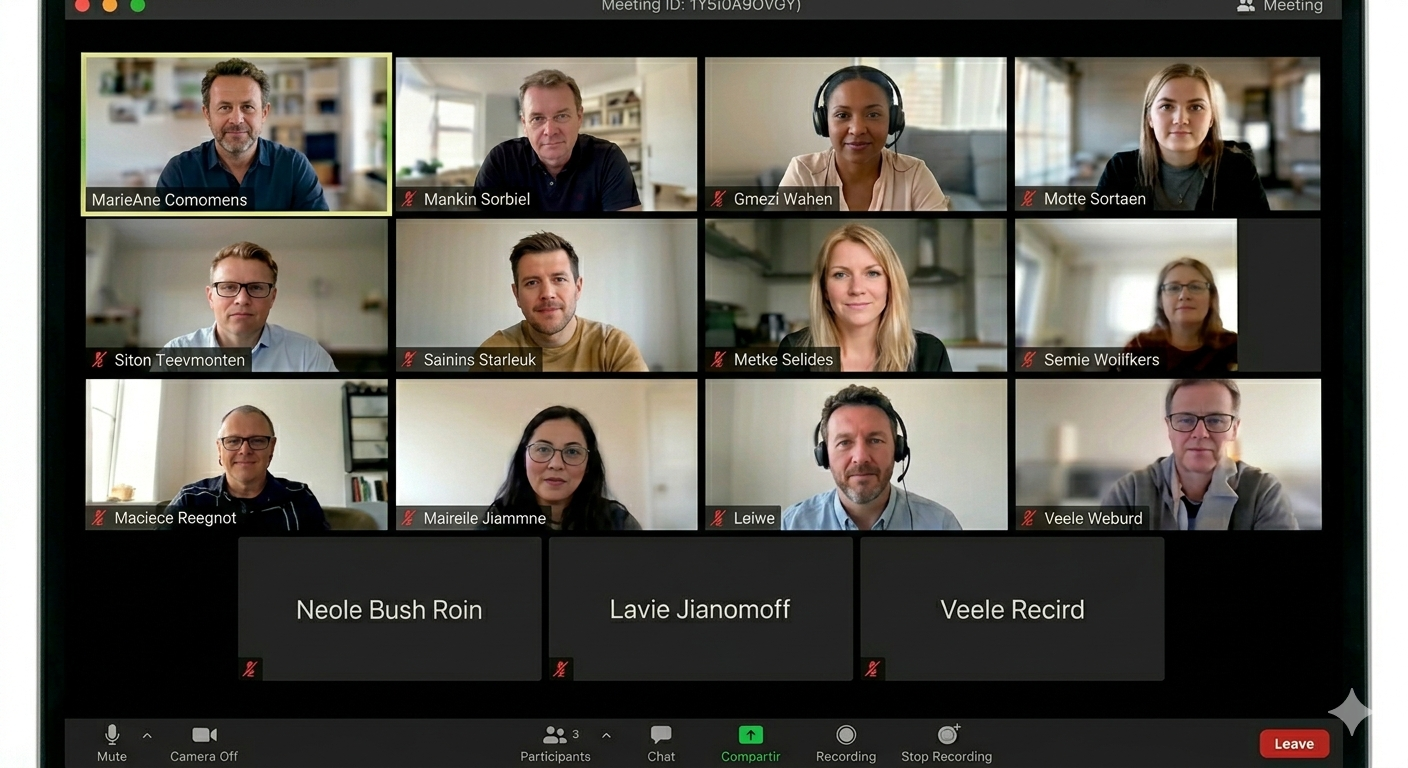 Meeting ID: 1Y5i0A9OVGY)
Meeting
MarieAne Comomens
Mankin Sorbiel
Gmezi Wahen
Motte Sortaen
Siton Teevmonten
Sainins Starleuk
Metke Selides
Semie Woilfkers
Maciece Reegnot
Maireile Jiammne
Leiwe
Veele Weburd
Neole Bush Roin
Lavie Jianomoff
Veele Recird
3
Mute
Camera Off
Participants
Chat
Compartir
Recording
Stop Recording
Leave